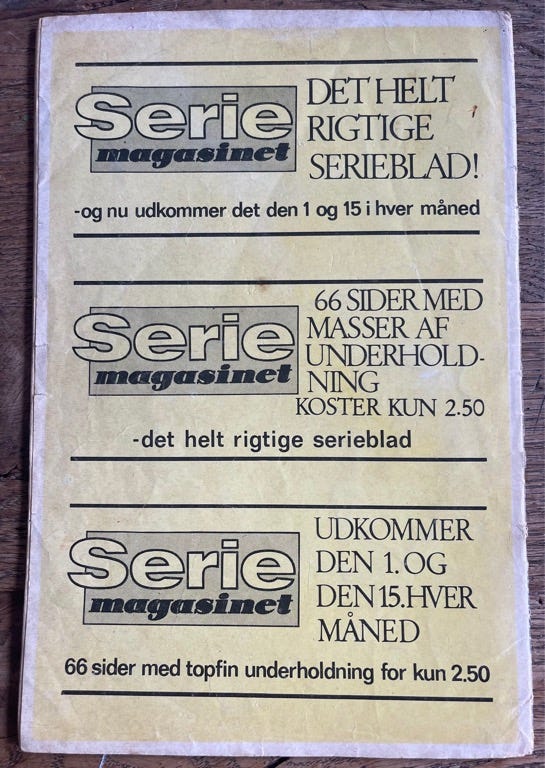 Serie
magasinet
DET HELT
RIGTIGE
SERIEBLAD!
-og nu udkommer det den 1 og 15 i hver måned
Serie
magasinet
66 SIDER MED
MASSER AF
UNDERHOLD-
NING
KOSTER KUN 2.50
-det helt rigtige serieblad
Serie
magasinet
UDKOMMER
DEN 1. OG
DEN 15. HVER
MÅNED
66 sider med topfin underholdning for kun 2.50